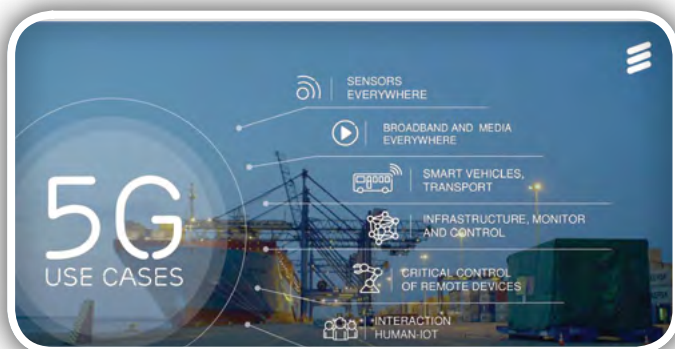 5G
USE CASES
SENSORS
EVERYWHERE
BROADBAND AND MEDIA
EVERYWHERE
SMART VEHICLES,
TRANSPORT
INFRASTRUCTURE, MONITOR
AND CONTROL
CRITICAL CONTROL
OF REMOTE DEVICES
INTERACTION
HUMAN-IOT